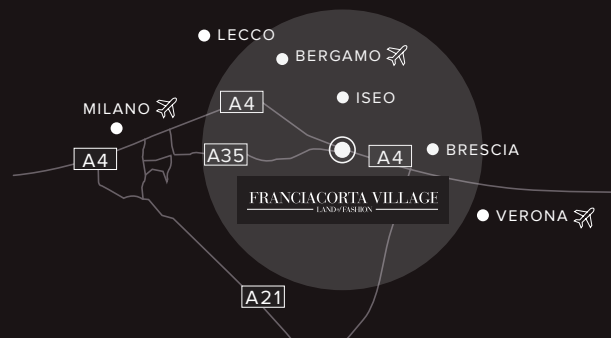 LECCO
BERGAMO
ISEO
A4
MILANO
A4
A35
A4
BRESCIA
FRANCIACORTA VILLAGE
LAND of FASHION
VERONA
A21